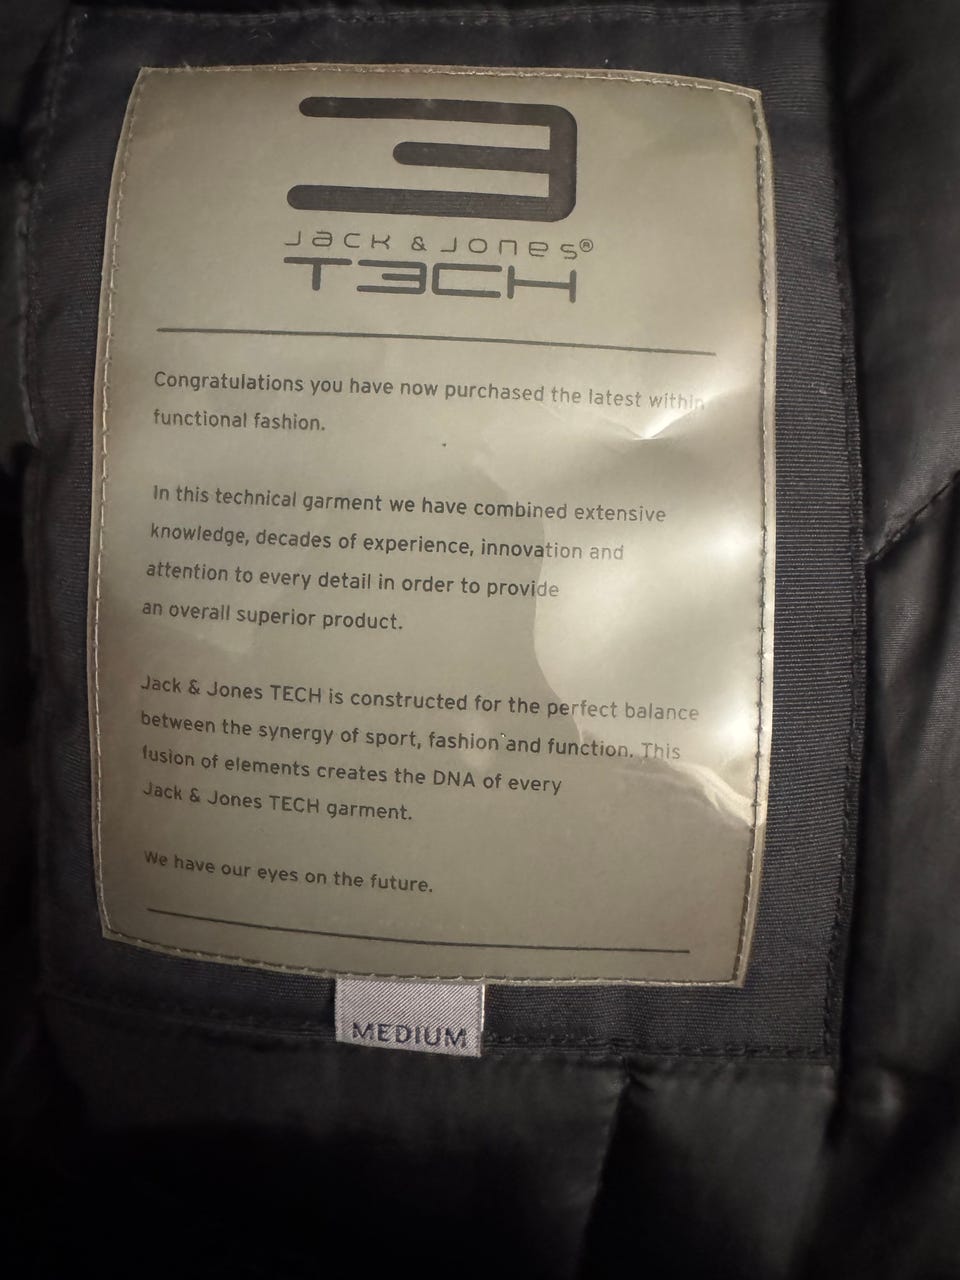 Jack & Jones®
T3CH
Congratulations you have now purchased the latest within
functional fashion.
In this technical garment we have combined extensive
knowledge, decades of experience, innovation and
attention to every detail in order to provide
an overall superior product.
Jack & Jones TECH is constructed for the perfect balance
between the synergy of sport, fashion and function. This
fusion of elements creates the DNA of every
Jack & Jones TECH garment.
We have our eyes on the future.
MEDIUM